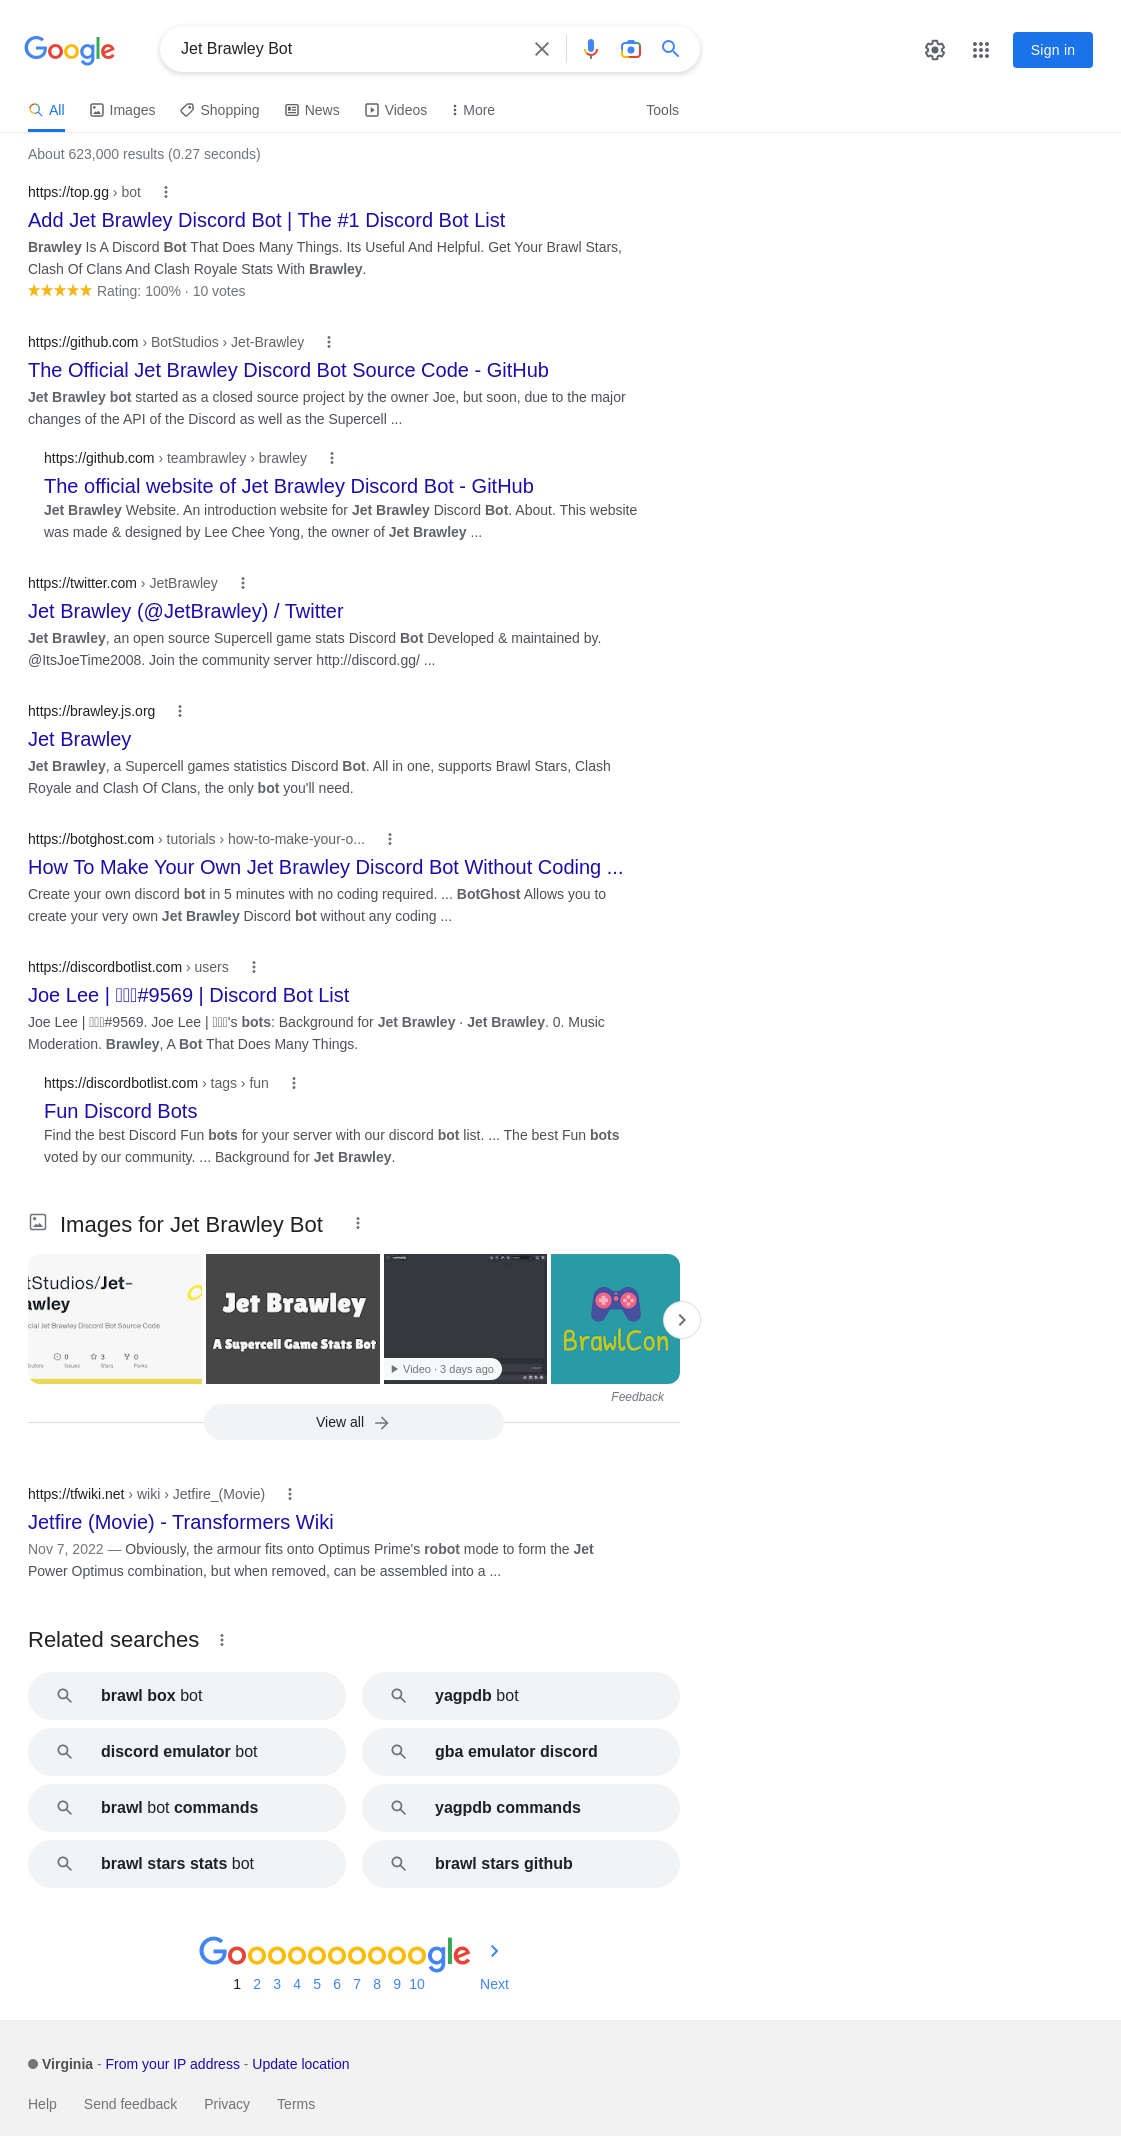 Google
Jet Brawley Bot
Sign in
All Images Shopping News Videos More Tools
About 623,000 results (0.27 seconds)
https://top.gg › bot
Add Jet Brawley Discord Bot | The #1 Discord Bot List
Brawley Is A Discord Bot That Does Many Things. Its Useful And Helpful. Get Your Brawl Stars,
Clash Of Clans And Clash Royale Stats With Brawley.
Rating: 100% · 10 votes
https://github.com › BotStudios › Jet-Brawley
The Official Jet Brawley Discord Bot Source Code - GitHub
Jet Brawley bot started as a closed source project by the owner Joe, but soon, due to the major
changes of the API of the Discord as well as the Supercell ...
https://github.com › teambrawley › brawley
The official website of Jet Brawley Discord Bot - GitHub
Jet Brawley Website. An introduction website for Jet Brawley Discord Bot. About. This website
was made & designed by Lee Chee Yong, the owner of Jet Brawley ...
https://twitter.com › JetBrawley
Jet Brawley (@JetBrawley) / Twitter
Jet Brawley, an open source Supercell game stats Discord Bot Developed & maintained by.
@ItsJoeTime2008. Join the community server http://discord.gg/ ...
https://brawley.js.org
Jet Brawley
Jet Brawley, a Supercell games statistics Discord Bot. All in one, supports Brawl Stars, Clash
Royale and Clash Of Clans, the only bot you'll need.
https://botghost.com › tutorials › how-to-make-your-o...
How To Make Your Own Jet Brawley Discord Bot Without Coding ...
Create your own discord bot in 5 minutes with no coding required. ... BotGhost Allows you to
create your very own Jet Brawley Discord bot without any coding ...
https://discordbotlist.com › users
Joe Lee | #9569 | Discord Bot List
Joe Lee | #9569. Joe Lee | 's bots: Background for Jet Brawley · Jet Brawley. 0. Music
Moderation. Brawley, A Bot That Does Many Things.
https://discordbotlist.com › tags › fun
Fun Discord Bots
Find the best Discord Fun bots for your server with our discord bot list. ... The best Fun bots
voted by our community. ... Background for Jet Brawley.
Images for Jet Brawley Bot
tStudios/Jet-
awley
cial Jet Brawley Discord Bot Source Code
0 3 0
Issues Stars Forks
Jet Brawley
A Supercell Game Stats Bot
Video · 3 days ago
BrawlCon
Feedback
View all
https://tfwiki.net › wiki › Jetfire_(Movie)
Jetfire (Movie) - Transformers Wiki
Nov 7, 2022 — Obviously, the armour fits onto Optimus Prime's robot mode to form the Jet
Power Optimus combination, but when removed, can be assembled into a ...
Related searches
brawl box bot
yagpdb bot
discord emulator bot
gba emulator discord
brawl bot commands
yagpdb commands
brawl stars stats bot
brawl stars github
Goooooooooogle
1 2 3 4 5 6 7 8 9 10 Next
Virginia - From your IP address - Update location
Help Send feedback Privacy Terms